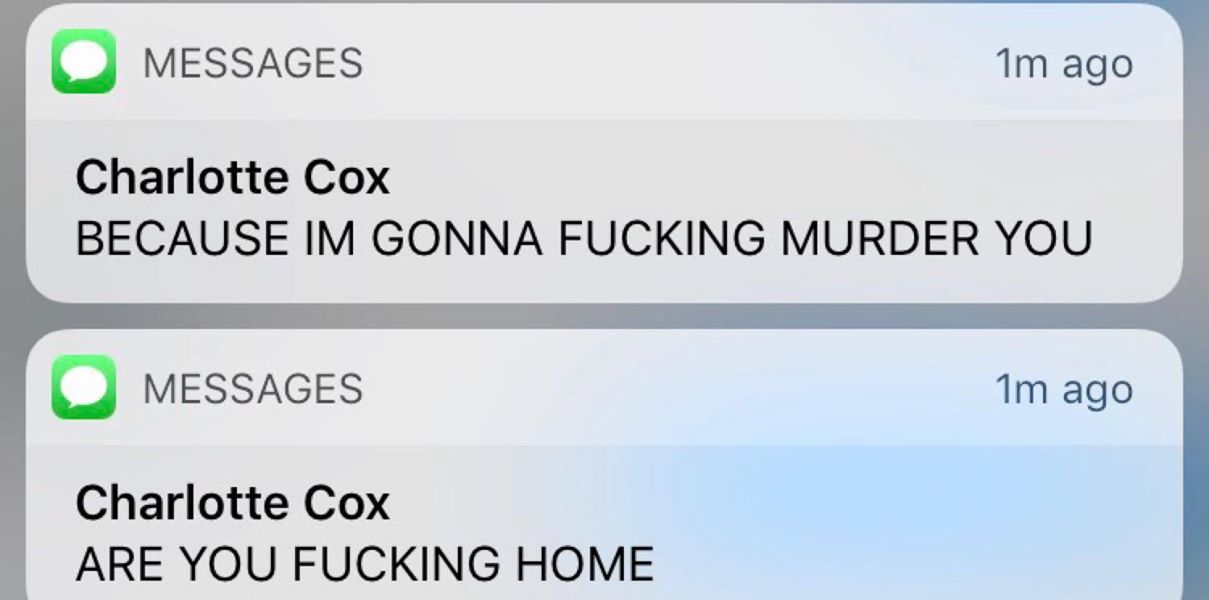 MESSAGES 1m ago
Charlotte Cox
BECAUSE IM GONNA FUCKING MURDER YOU
MESSAGES 1m ago
Charlotte Cox
ARE YOU FUCKING HOME